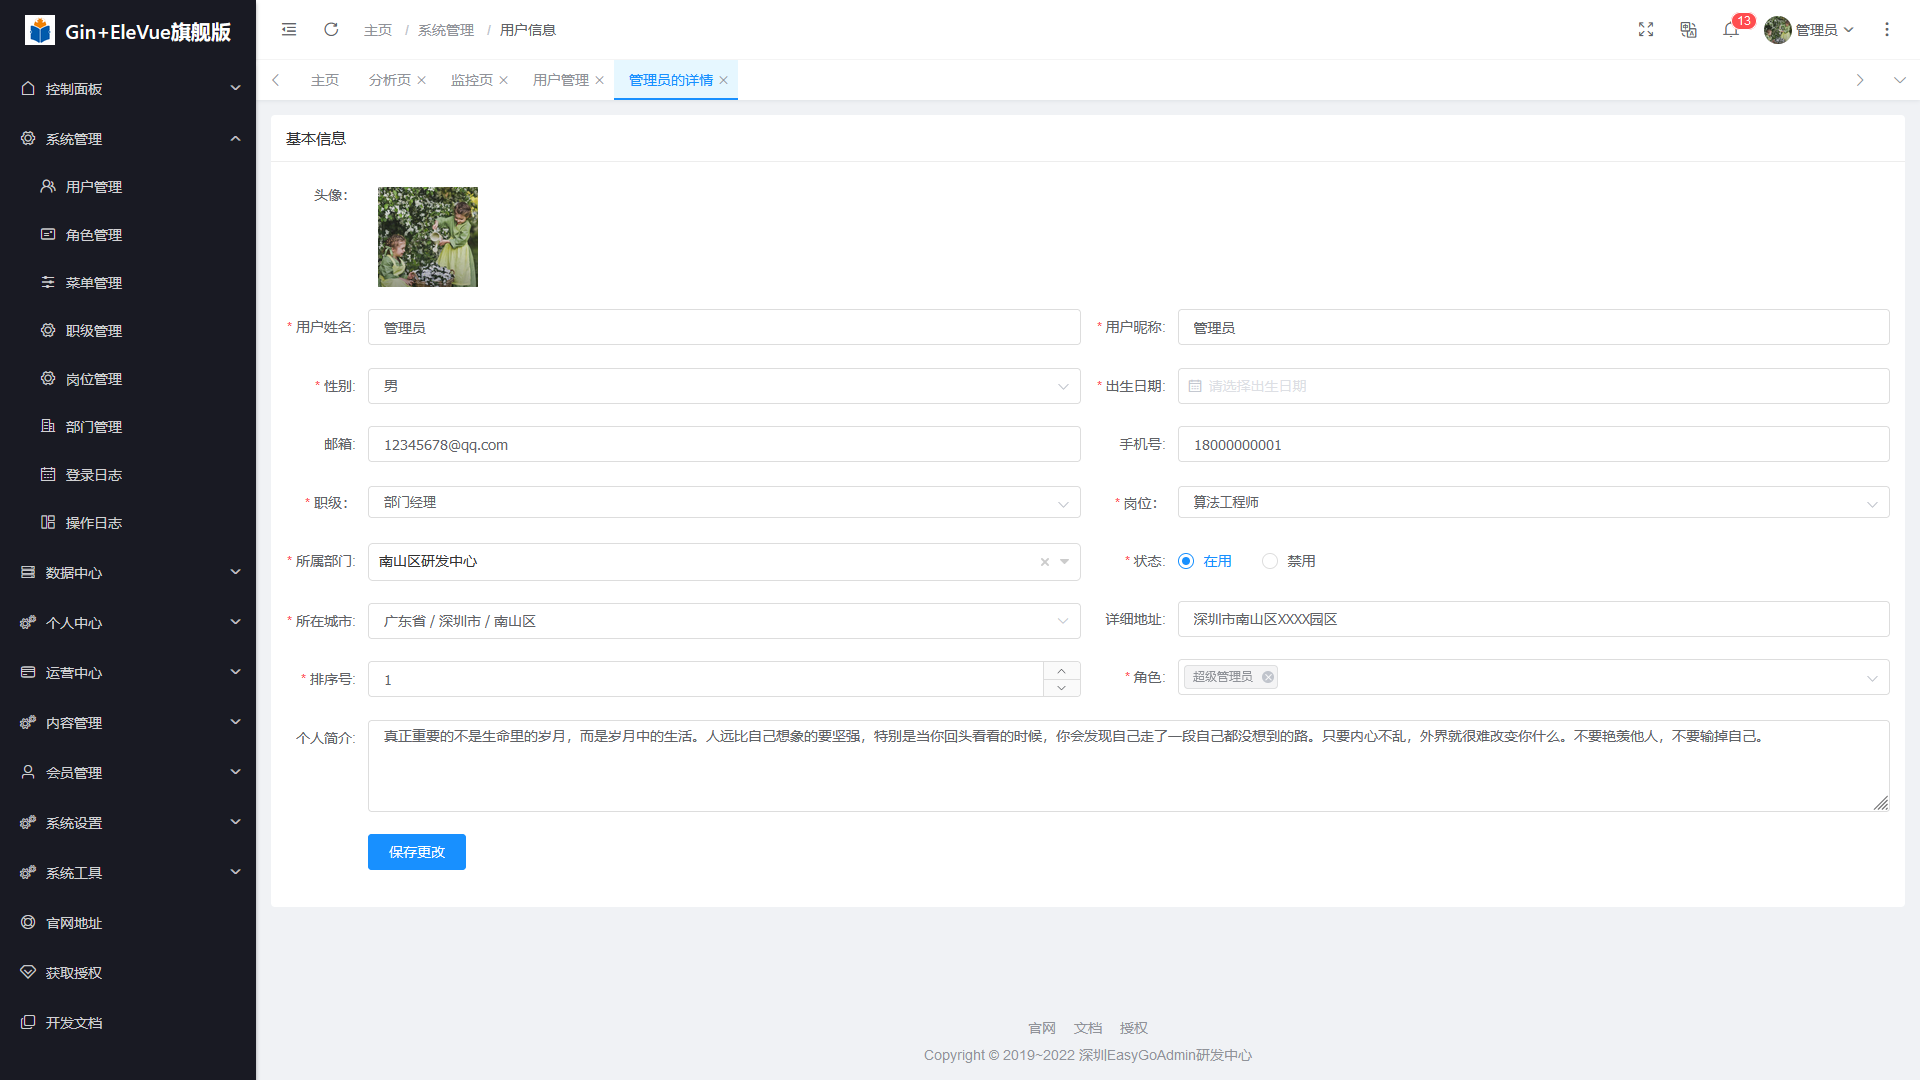 Gin+EleVue旗舰版
控制面板
系统管理
用户管理
角色管理
菜单管理
职级管理
岗位管理
部门管理
登录日志
操作日志
数据中心
个人中心
运营中心
内容管理
会员管理
系统设置
系统工具
官网地址
获取授权
开发文档
主页 / 系统管理 / 用户信息
13 管理员
主页 分析页 监控页 用户管理 管理员的详情
基本信息
头像：
* 用户姓名: 管理员 * 用户昵称: 管理员
* 性别: 男 * 出生日期: 请选择出生日期
邮箱: 12345678@qq.com 手机号: 18000000001
* 职级： 部门经理 * 岗位： 算法工程师
* 所属部门: 南山区研发中心 * 状态: 在用 禁用
* 所在城市: 广东省 / 深圳市 / 南山区 详细地址: 深圳市南山区XXXX园区
* 排序号: 1 * 角色: 超级管理员
个人简介: 真正重要的不是生命里的岁月，而是岁月中的生活。人远比自己想象的要坚强，特别是当你回头看看的时候，你会发现自己走了一段自己都没想到的路。只要内心不乱，外界就很难改变你什么。不要艳羡他人，不要输掉自己。
保存更改
官网 文档 授权
Copyright © 2019~2022 深圳EasyGoAdmin研发中心